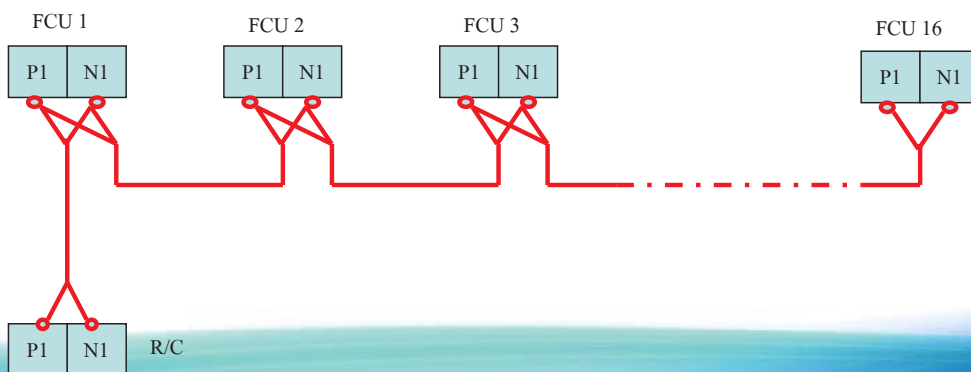 FCU 1 FCU 2 FCU 3 FCU 16
P1 N1 P1 N1 P1 N1 P1 N1
P1 N1 R/C